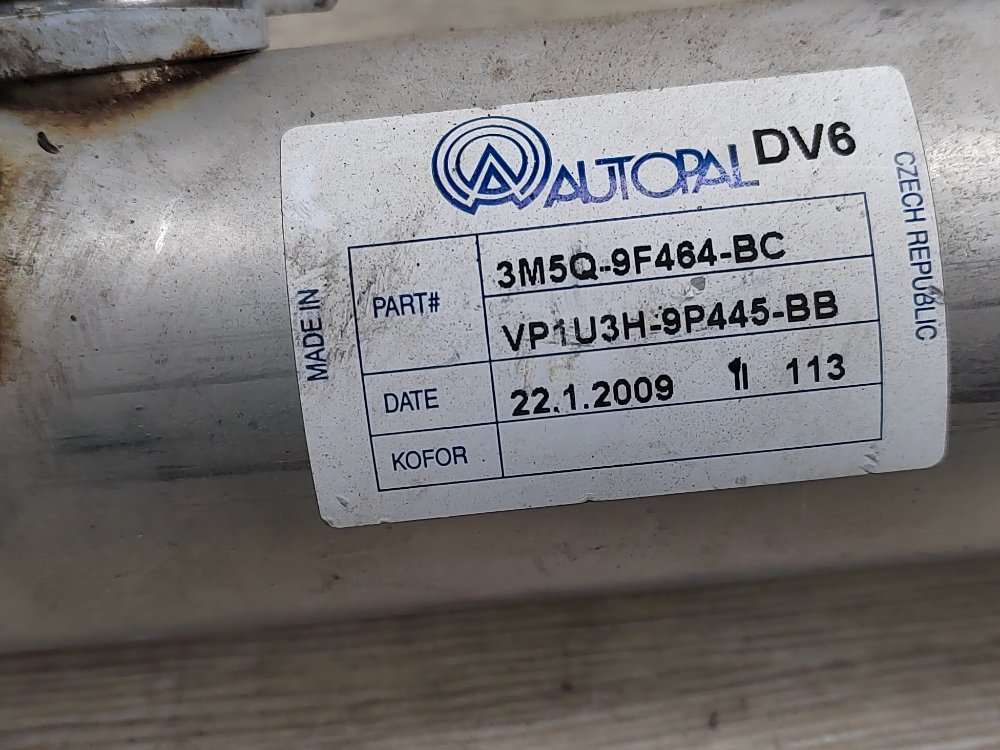 AUTOPAL DV6
MADE IN
PART# 3M5Q-9F464-BC
VP1U3H-9P445-BB
DATE 22.1.2009 11 113
KOFOR
CZECH REPUBLIC